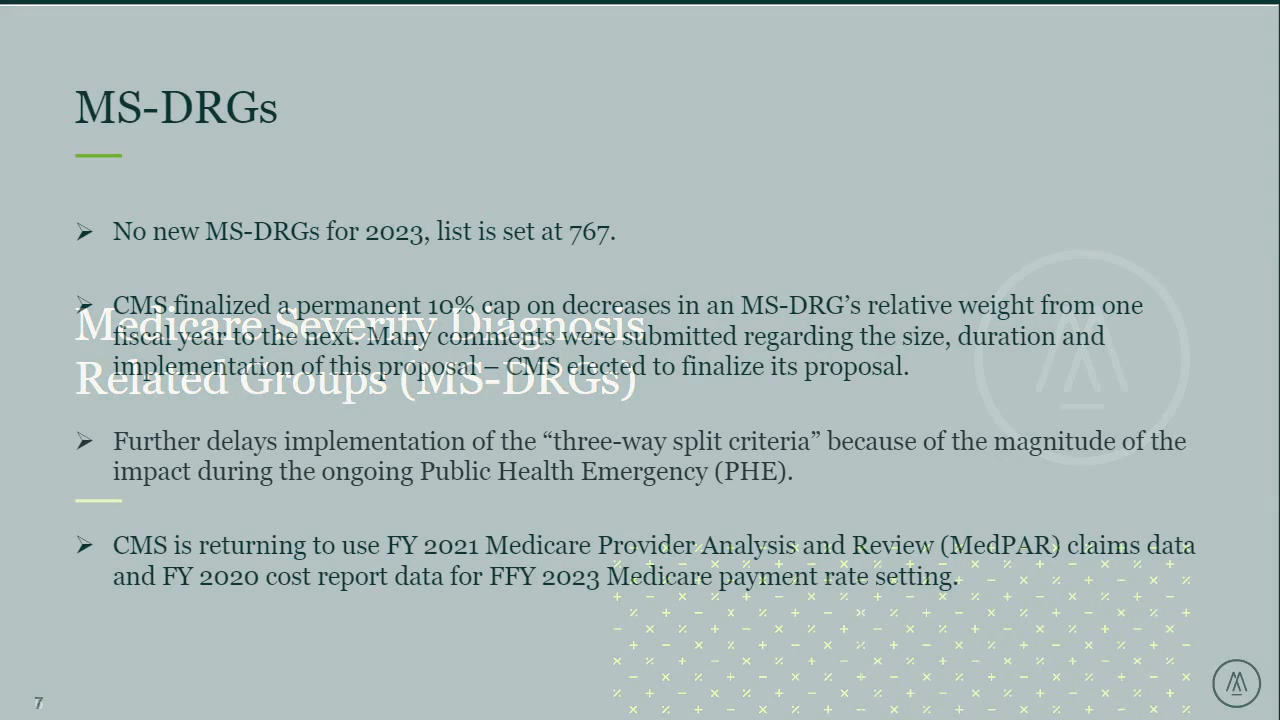 MS-DRGs
➢ No new MS-DRGs for 2023, list is set at 767.
➢ CMS finalized a permanent 10% cap on decreases in an MS-DRG’s relative weight from one
fiscal year to the next. Many comments were submitted regarding the size, duration and
implementation of this proposal – CMS elected to finalize its proposal.
Medicare Severity Diagnosis
Related Groups (MS-DRGs)
➢ Further delays implementation of the “three-way split criteria” because of the magnitude of the
impact during the ongoing Public Health Emergency (PHE).
➢ CMS is returning to use FY 2021 Medicare Provider Analysis and Review (MedPAR) claims data
and FY 2020 cost report data for FFY 2023 Medicare payment rate setting.
7